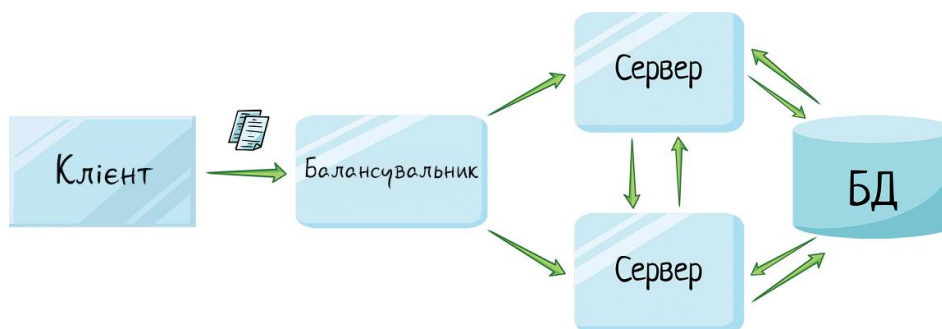 Клієнт
Балансувальник
Сервер
Сервер
БД